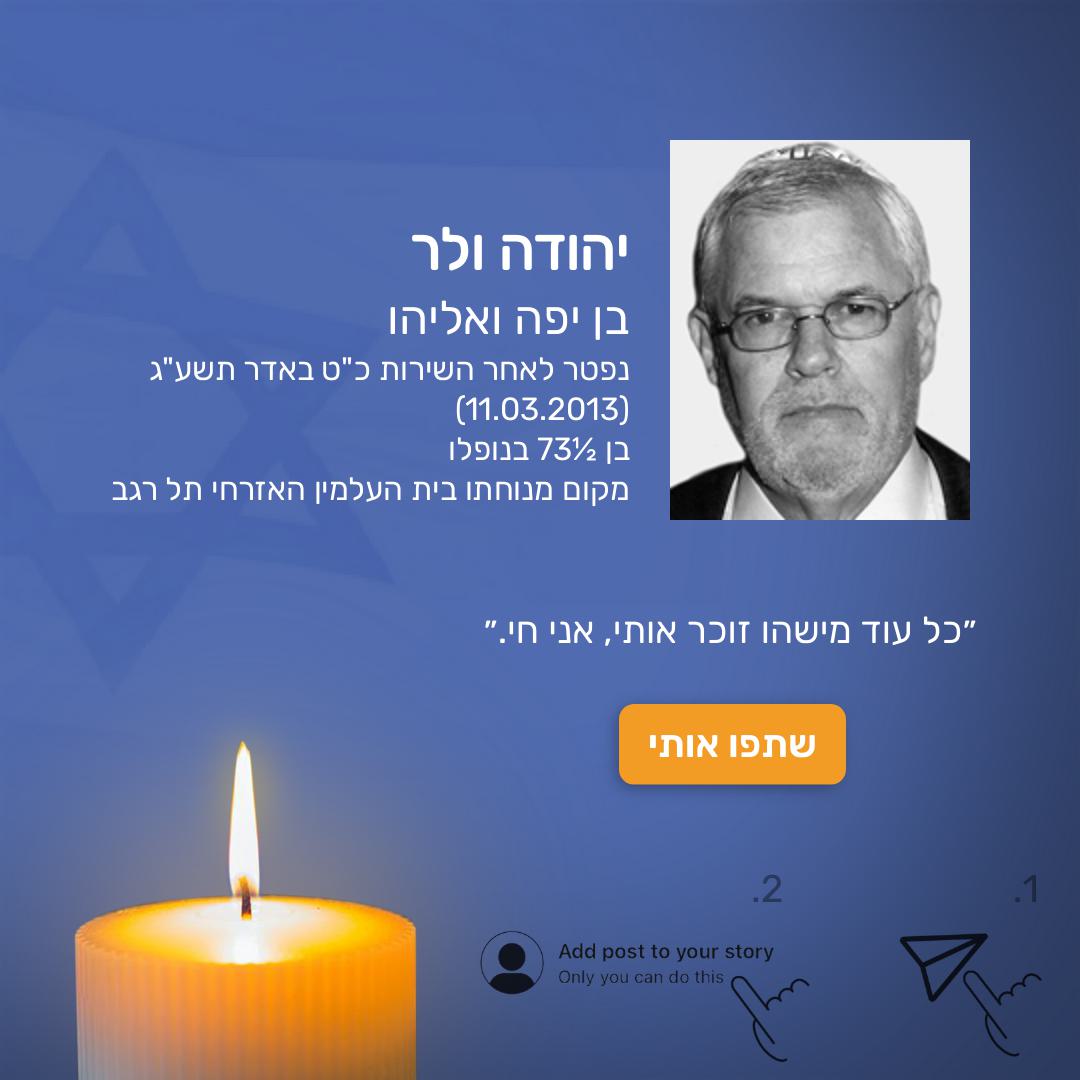 יהודה ולר
בן יפה ואליהו
נפטר לאחר השירות כ"ט באדר תשע"ג
(11.03.2013)
בן 73½ בנופלו
מקום מנוחתו בית העלמין האזרחי תל רגב
״כל עוד מישהו זוכר אותי, אני חי.״
שתפו אותי
1.
2.
Add post to your story
Only you can do this